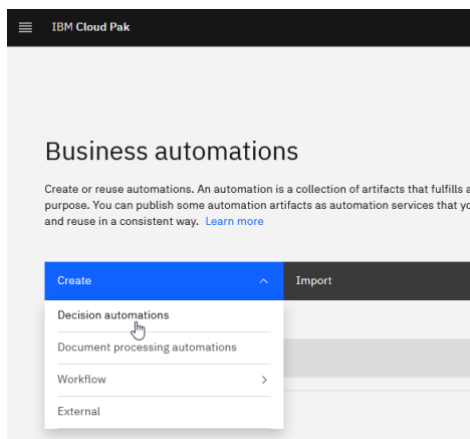 IBM Cloud Pak
Business automations
Create or reuse automations. An automation is a collection of artifacts that fulfills a
purpose. You can publish some automation artifacts as automation services that yo
and reuse in a consistent way. Learn more
Create
Import
Decision automations
Document processing automations
Workflow
External